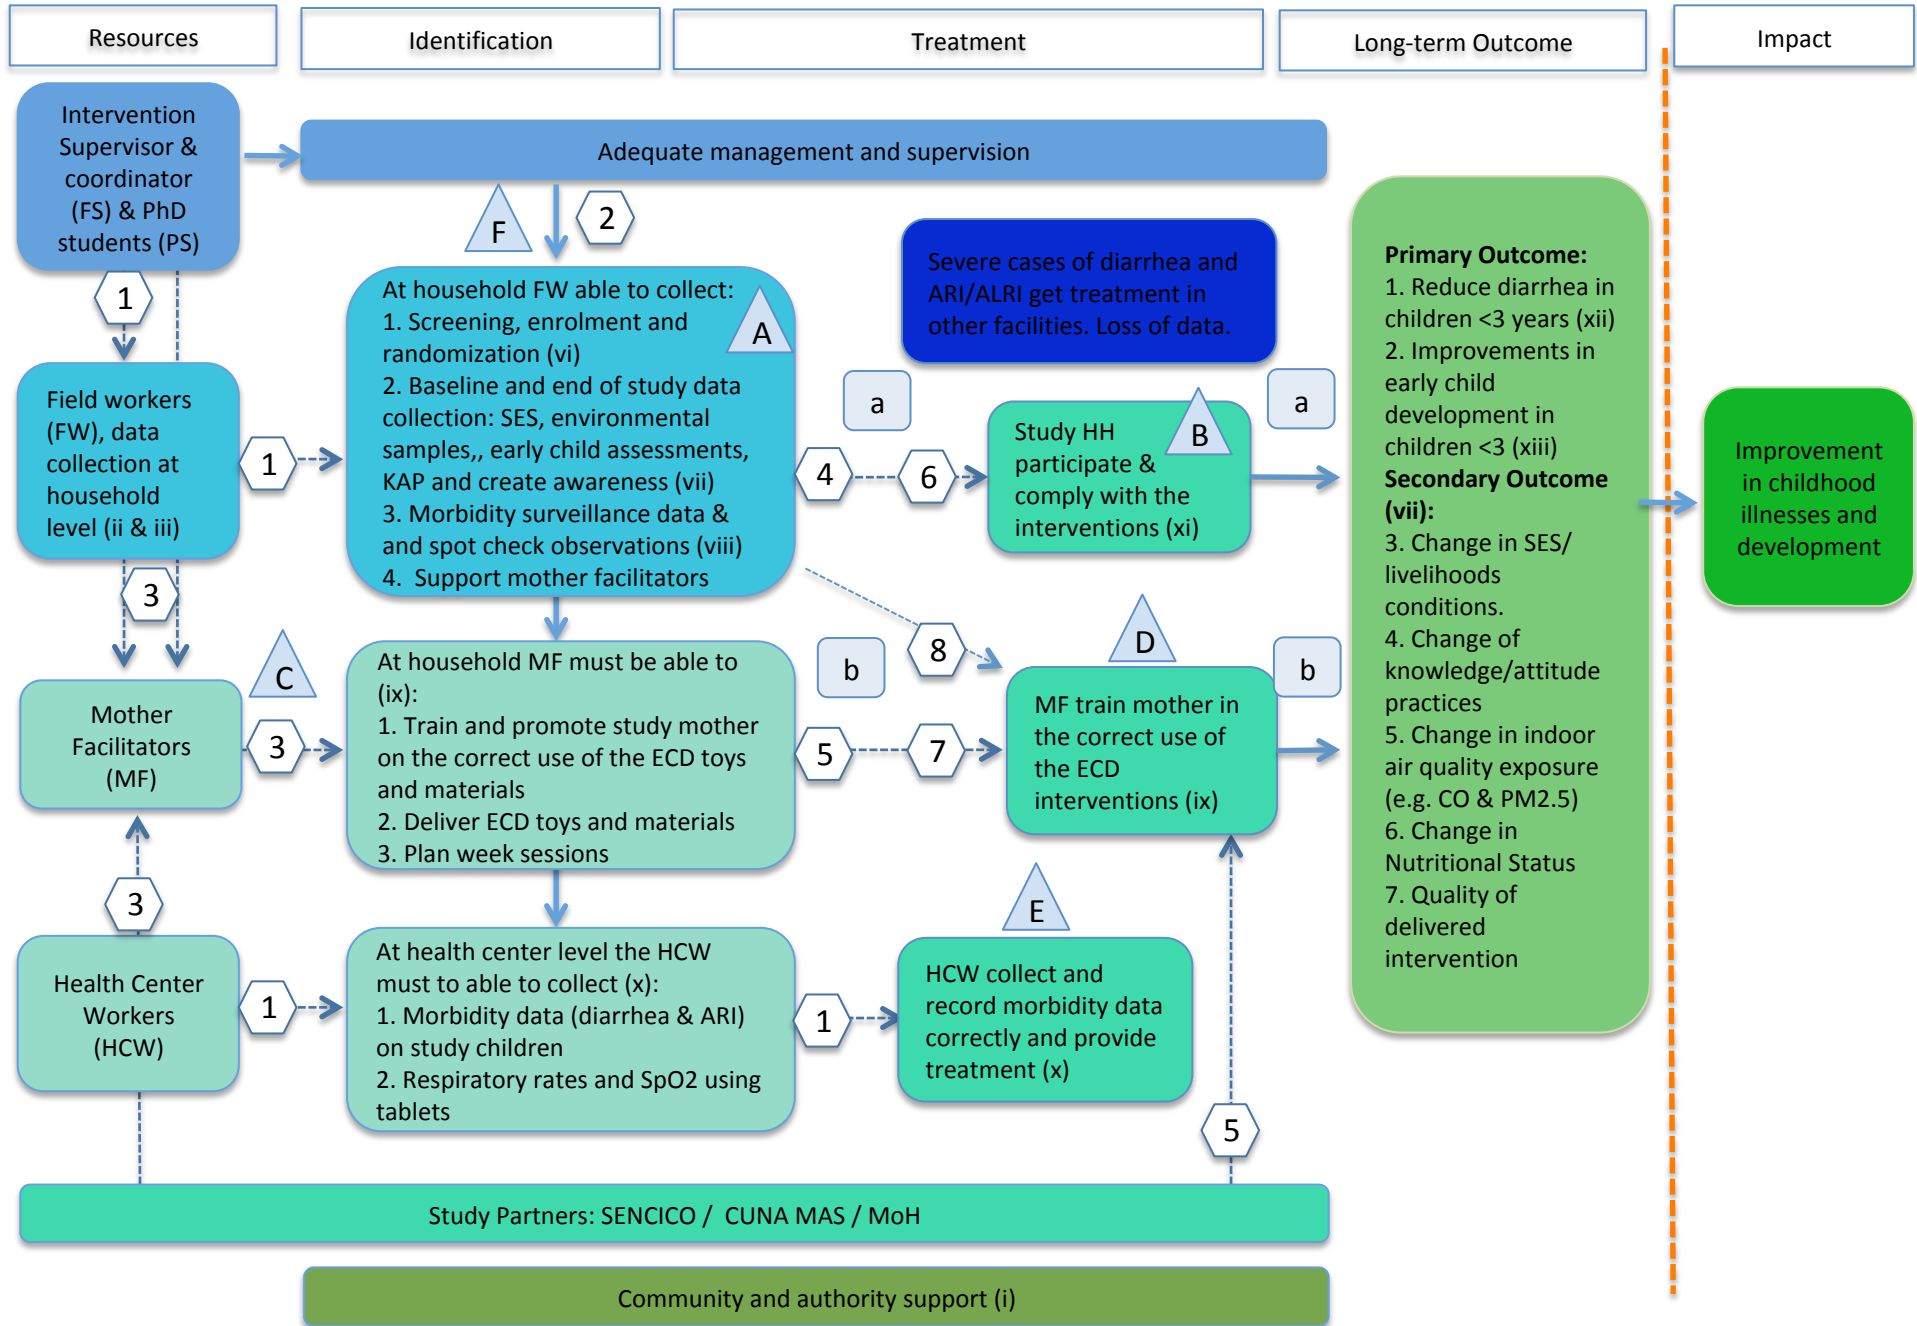 Resources
Identification
Treatment
Long-term Outcome
Impact
Intervention
Supervisor &
coordinator
(FS) & PhD
students (PS)
Adequate management and supervision
F
2
1
Field workers
(FW), data
collection at
household
level (ii & iii)
1
At household FW able to collect:
1. Screening, enrolment and
randomization (vi)
2. Baseline and end of study data
collection: SES, environmental
samples,, early child assessments,
KAP and create awareness (vii)
3. Morbidity surveillance data &
and spot check observations (viii)
4.  Support mother facilitators
A
Severe cases of diarrhea and
ARI/ALRI get treatment in
other facilities. Loss of data.
a
4
6
Study HH
participate &
comply with the
interventions (xi)
B
a
3
C
Mother
Facilitators
(MF)
3
At household MF must be able to
(ix):
1. Train and promote study mother
on the correct use of the ECD toys
and materials
2. Deliver ECD toys and materials
3. Plan week sessions
b
8
5
7
D
MF train mother in
the correct use of
the ECD
interventions (ix)
b
3
Health Center
Workers
(HCW)
1
At health center level the HCW
must to able to collect (x):
1. Morbidity data (diarrhea & ARI)
on study children
2. Respiratory rates and SpO2 using
tablets
1
E
HCW collect and
record morbidity data
correctly and provide
treatment (x)
5
Primary Outcome:
1. Reduce diarrhea in
children <3 years (xii)
2. Improvements in
early child
development in
children <3 (xiii)
Secondary Outcome
(vii):
3. Change in SES/
livelihoods
conditions.
4. Change of
knowledge/attitude
practices
5. Change in indoor
air quality exposure
(e.g. CO & PM2.5)
6. Change in
Nutritional Status
7. Quality of
delivered
intervention
Improvement
in childhood
illnesses and
development
Study Partners: SENCICO /  CUNA MAS / MoH
Community and authority support (i)